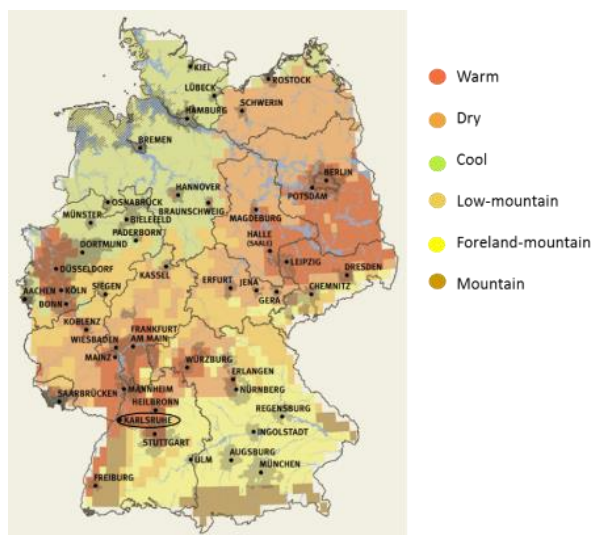 KIEL
ROSTOCK
LÜBECK
SCHWERIN
HAMBURG
BREMEN
BERLIN
POTSDAM
HANNOVER
OSNABRÜCK
BRAUNSCHWEIG
MÜNSTER
BIELEFELD
MAGDEBURG
PADERBORN
HALLE
(SAALE)
DORTMUND
LEIPZIG
DÜSSELDORF
KASSEL
DRESDEN
ERFURT
JENA
AACHEN
KÖLN
SIEGEN
GERA
CHEMNITZ
BONN
KOBLENZ
FRANKFURT
AM MAIN
WIESBADEN
MAINZ
WÜRZBURG
ERLANGEN
SAARBRÜCKEN
MANNHEIM
NÜRNBERG
HEILBRONN
REGENSBURG
KARLSRUHE
INGOLSTADT
STUTTGART
AUGSBURG
ULM
MÜNCHEN
FREIBURG
Warm
Dry
Cool
Low-mountain
Foreland-mountain
Mountain